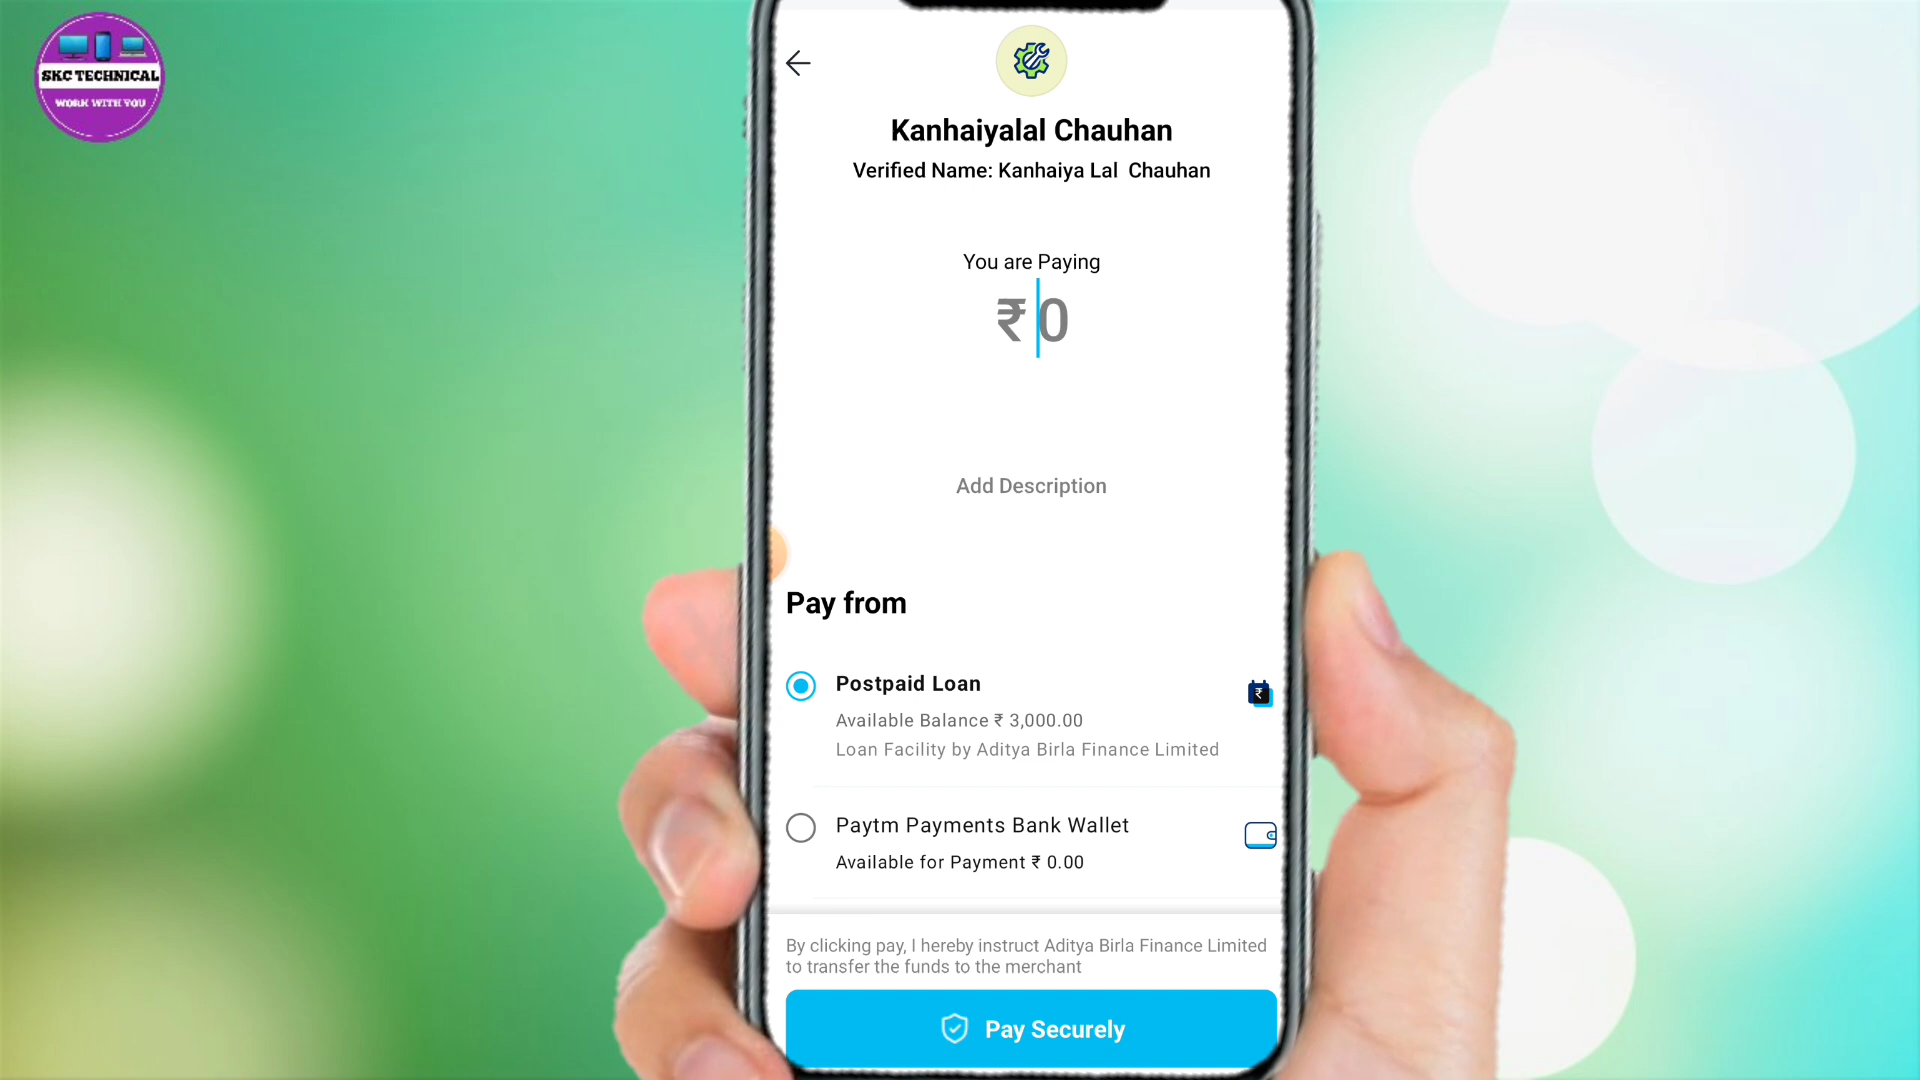 SKC TECHNICAL
WORK WITH YOU
Kanhaiyalal Chauhan
Verified Name: Kanhaiya Lal Chauhan
You are Paying
₹ 0
Add Description
Pay from
Postpaid Loan
Available Balance ₹ 3,000.00
Loan Facility by Aditya Birla Finance Limited
₹
Paytm Payments Bank Wallet
Available for Payment ₹ 0.00
By clicking pay, I hereby instruct Aditya Birla Finance Limited
to transfer the funds to the merchant
Pay Securely